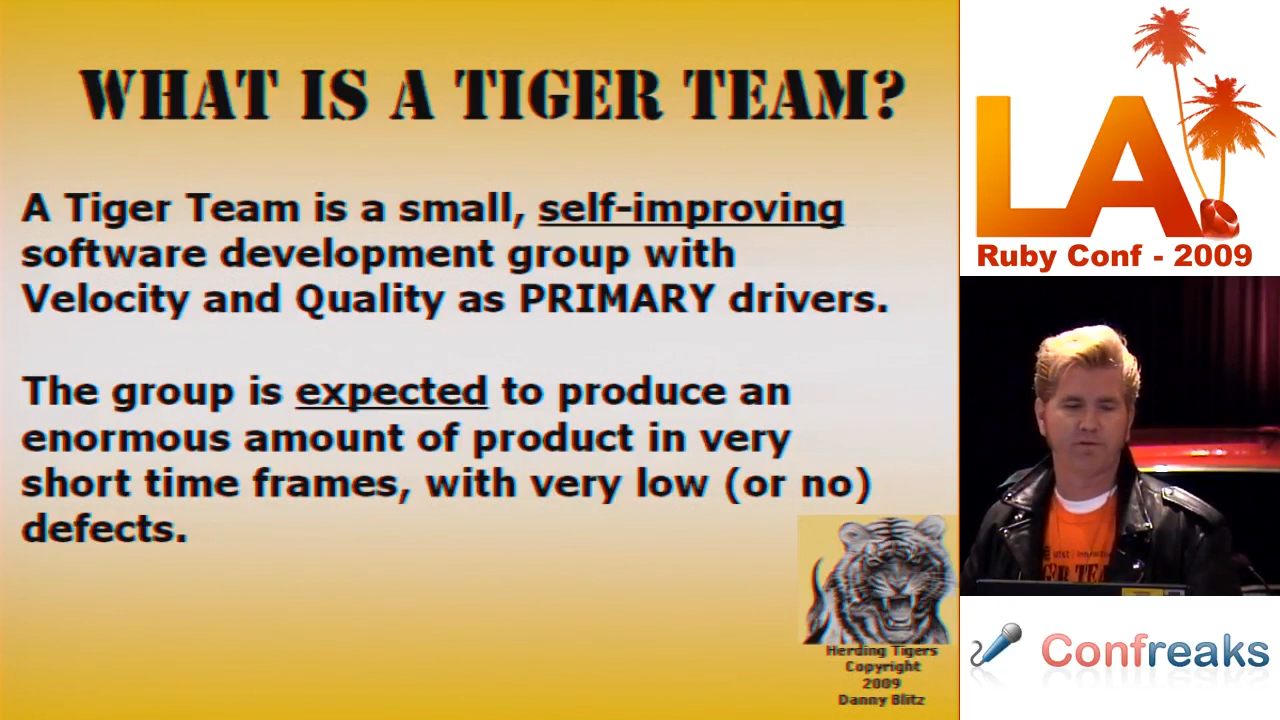 WHAT IS A TIGER TEAM?
A Tiger Team is a small, self-improving
software development group with
Velocity and Quality as PRIMARY drivers.
The group is expected to produce an
enormous amount of product in very
short time frames, with very low (or no)
defects.
Herding Tigers
Copyright
2009
Danny Blitz
LA
Ruby Conf - 2009
Confreaks